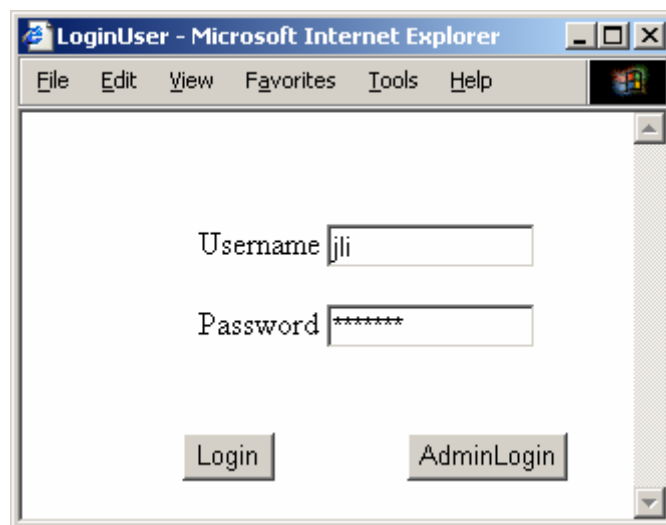 LoginUser - Microsoft Internet Explorer
File Edit View Favorites Tools Help
Username jli
Password *******
Login AdminLogin